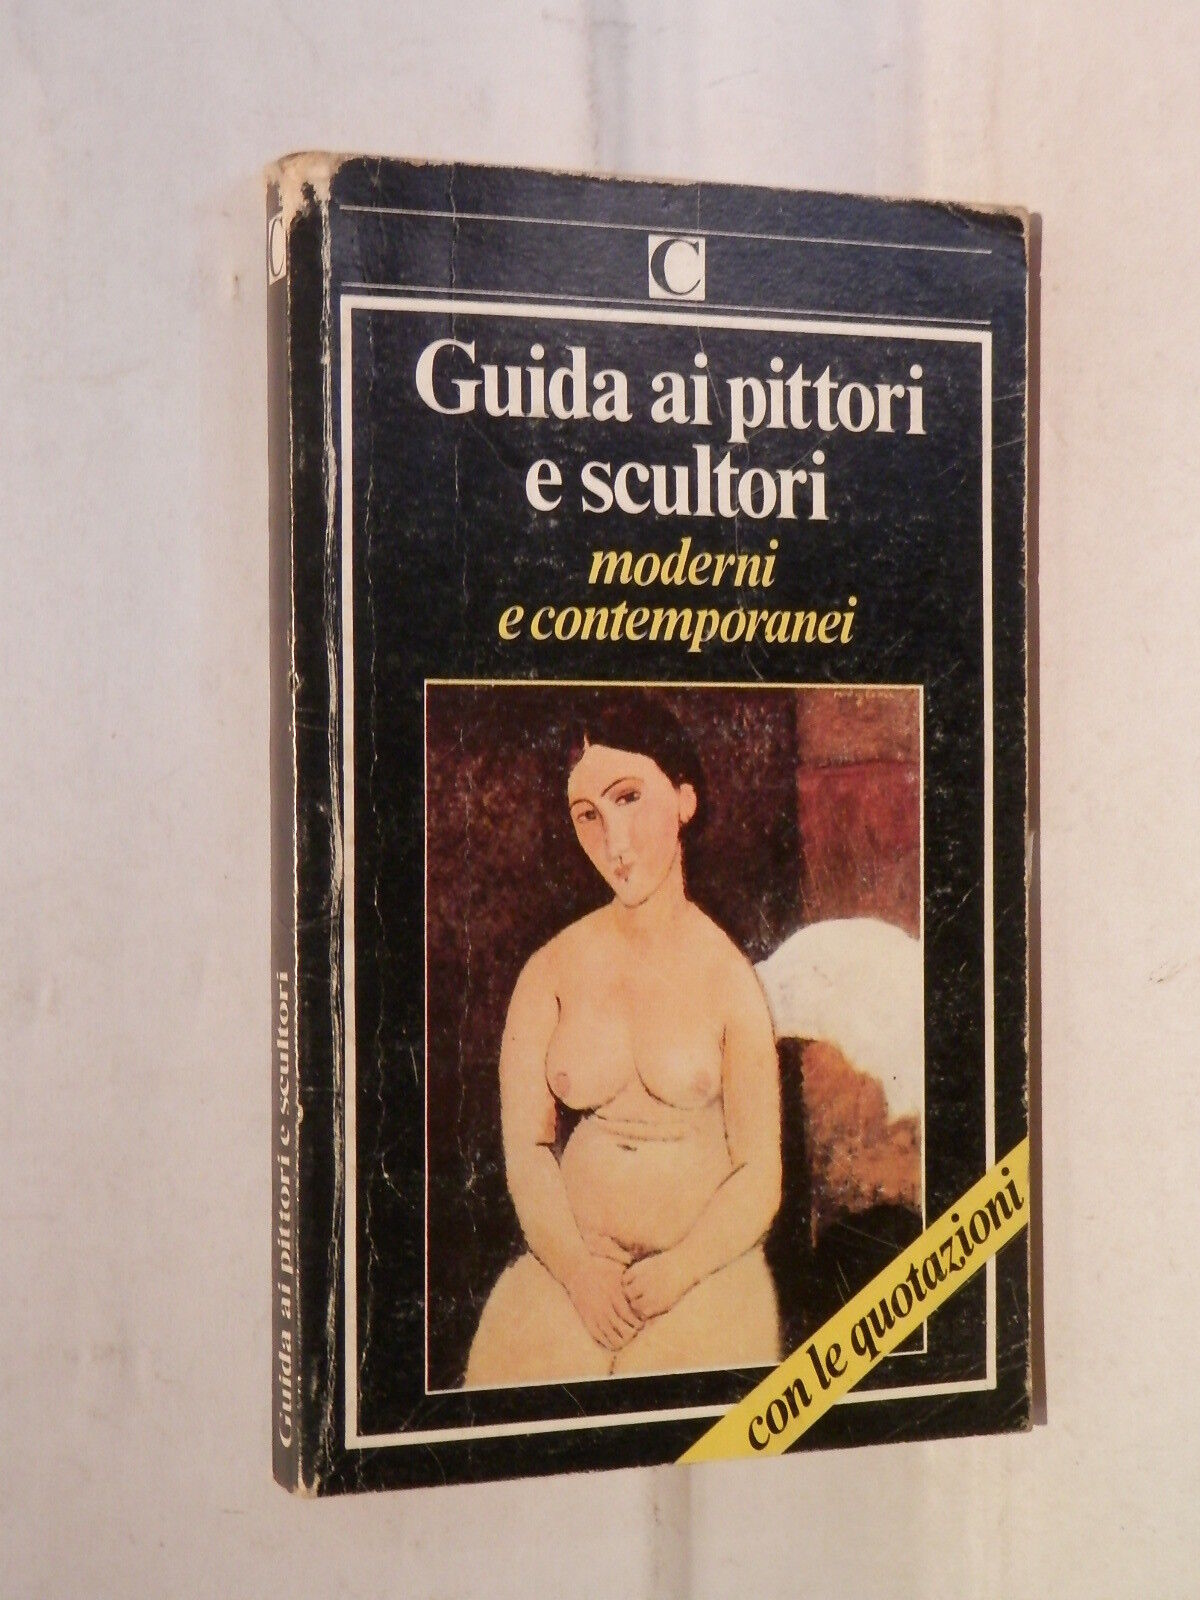 C
Guida ai pittori
e scultori
moderni
e contemporanei
con le quotazioni
C
Guida ai pittori e scultori